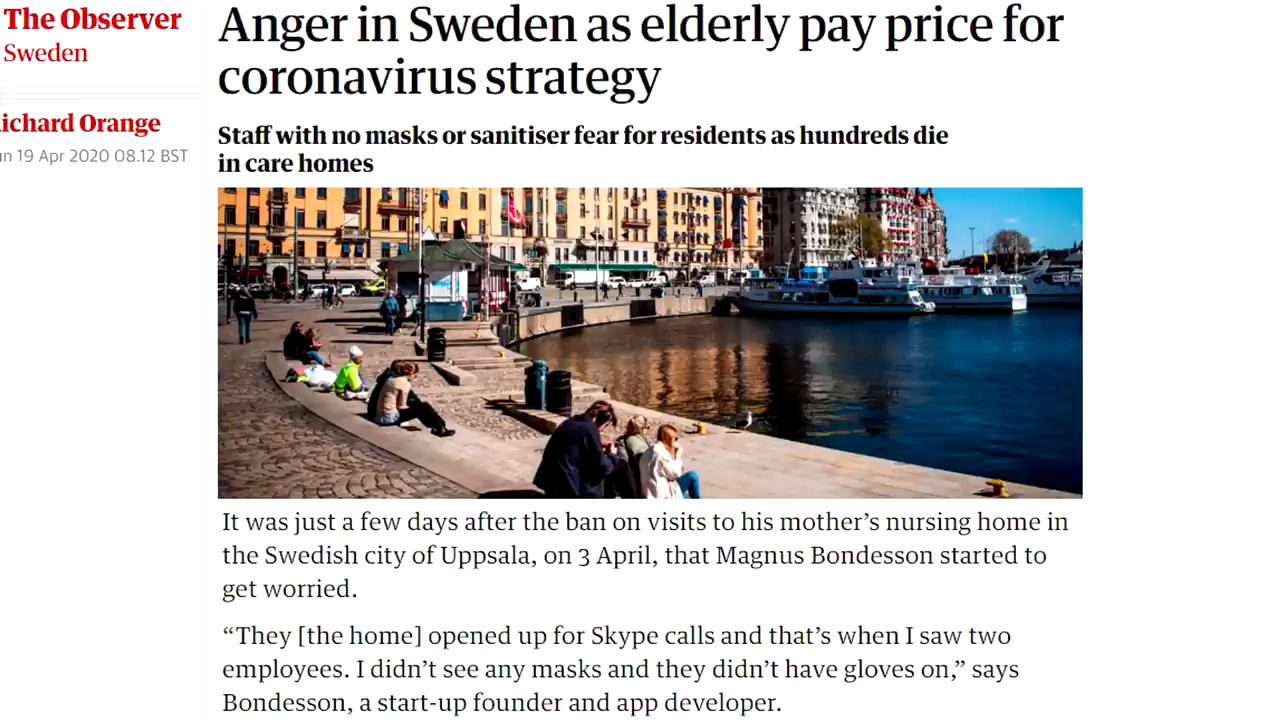 The Observer
Sweden
ichard Orange
n 19 Apr 2020 08.12 BST
Anger in Sweden as elderly pay price for
coronavirus strategy
Staff with no masks or sanitiser fear for residents as hundreds die
in care homes
It was just a few days after the ban on visits to his mother’s nursing home in
the Swedish city of Uppsala, on 3 April, that Magnus Bondesson started to
get worried.
“They [the home] opened up for Skype calls and that’s when I saw two
employees. I didn’t see any masks and they didn’t have gloves on,” says
Bondesson, a start-up founder and app developer.